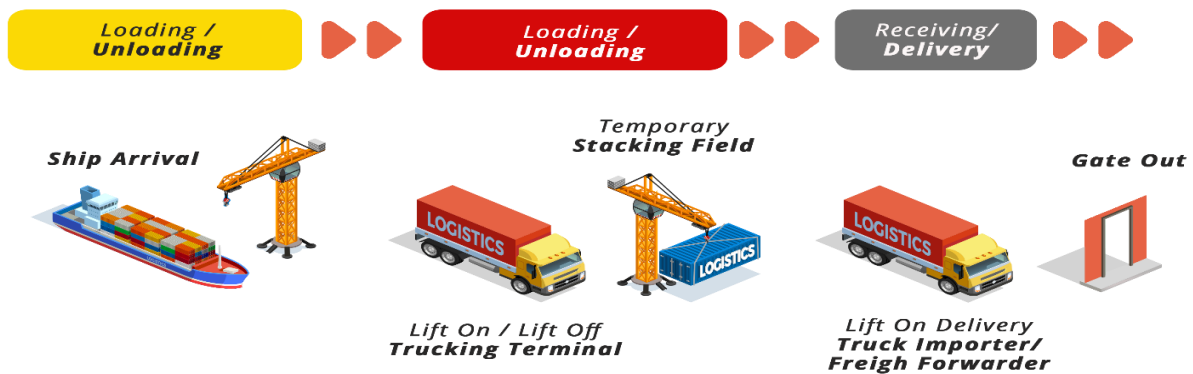 Loading /
Unloading
Loading /
Unloading
Receiving/
Delivery
Ship Arrival
Temporary
Stacking Field
Gate Out
LOGISTICS
LOGISTICS
LOGISTICS
Lift On / Lift Off
Trucking Terminal
Lift On Delivery
Truck Importer/
Freigh Forwarder